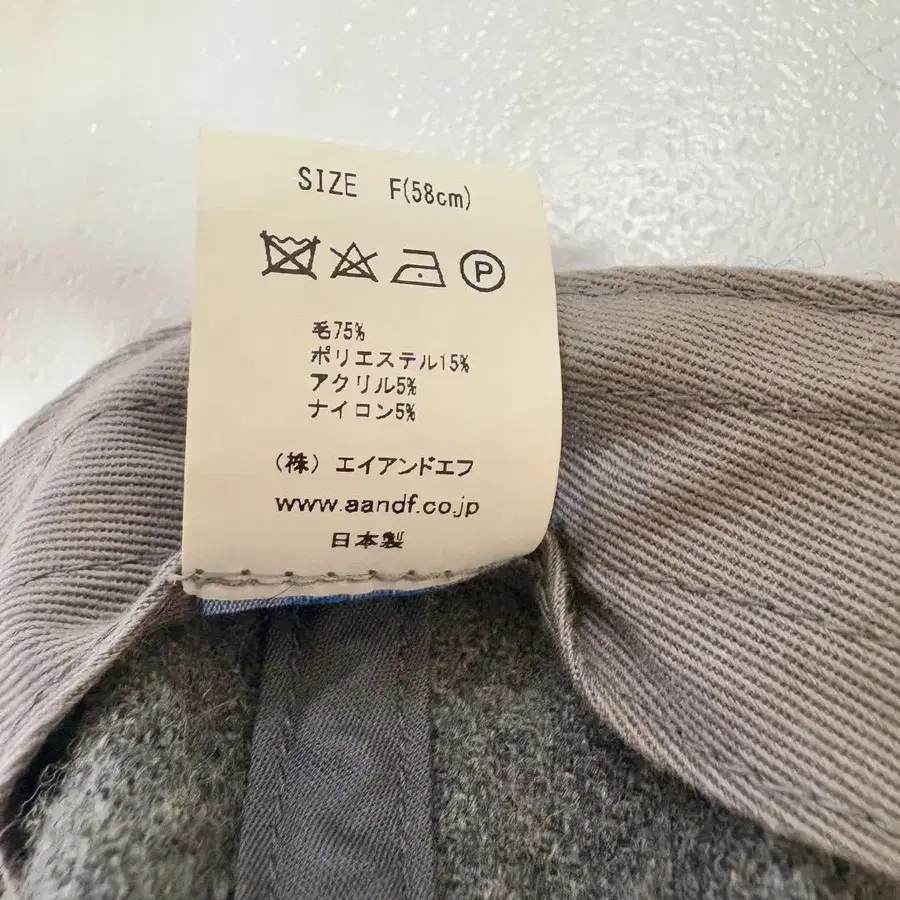 SIZE F(58cm)
P
毛75%
ポリエステル15%
アクリル5%
ナイロン5%
(株) エイアンドエフ
www.aandf.co.jp
日本製